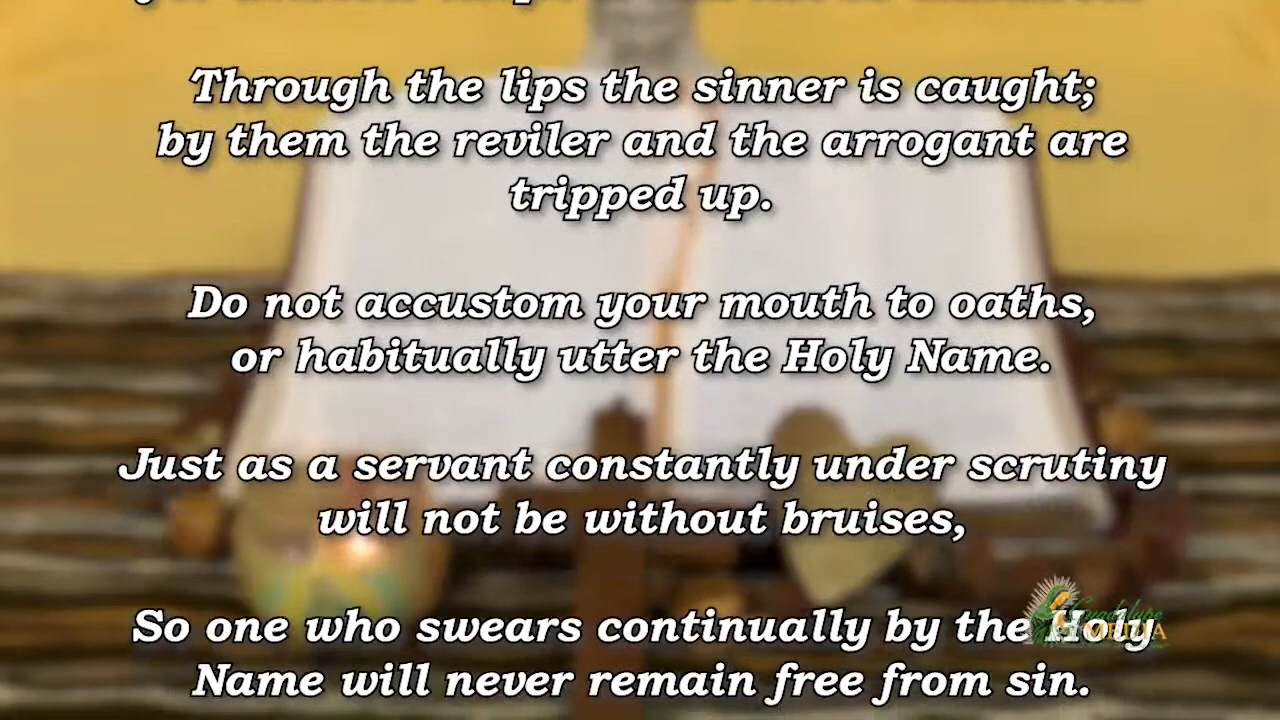 Through the lips the sinner is caught;
by them the reviler and the arrogant are
tripped up.
Do not accustom your mouth to oaths,
or habitually utter the Holy Name.
Just as a servant constantly under scrutiny
will not be without bruises,
So one who swears continually by the Holy
Name will never remain free from sin.
Guadalupe
MEDIA